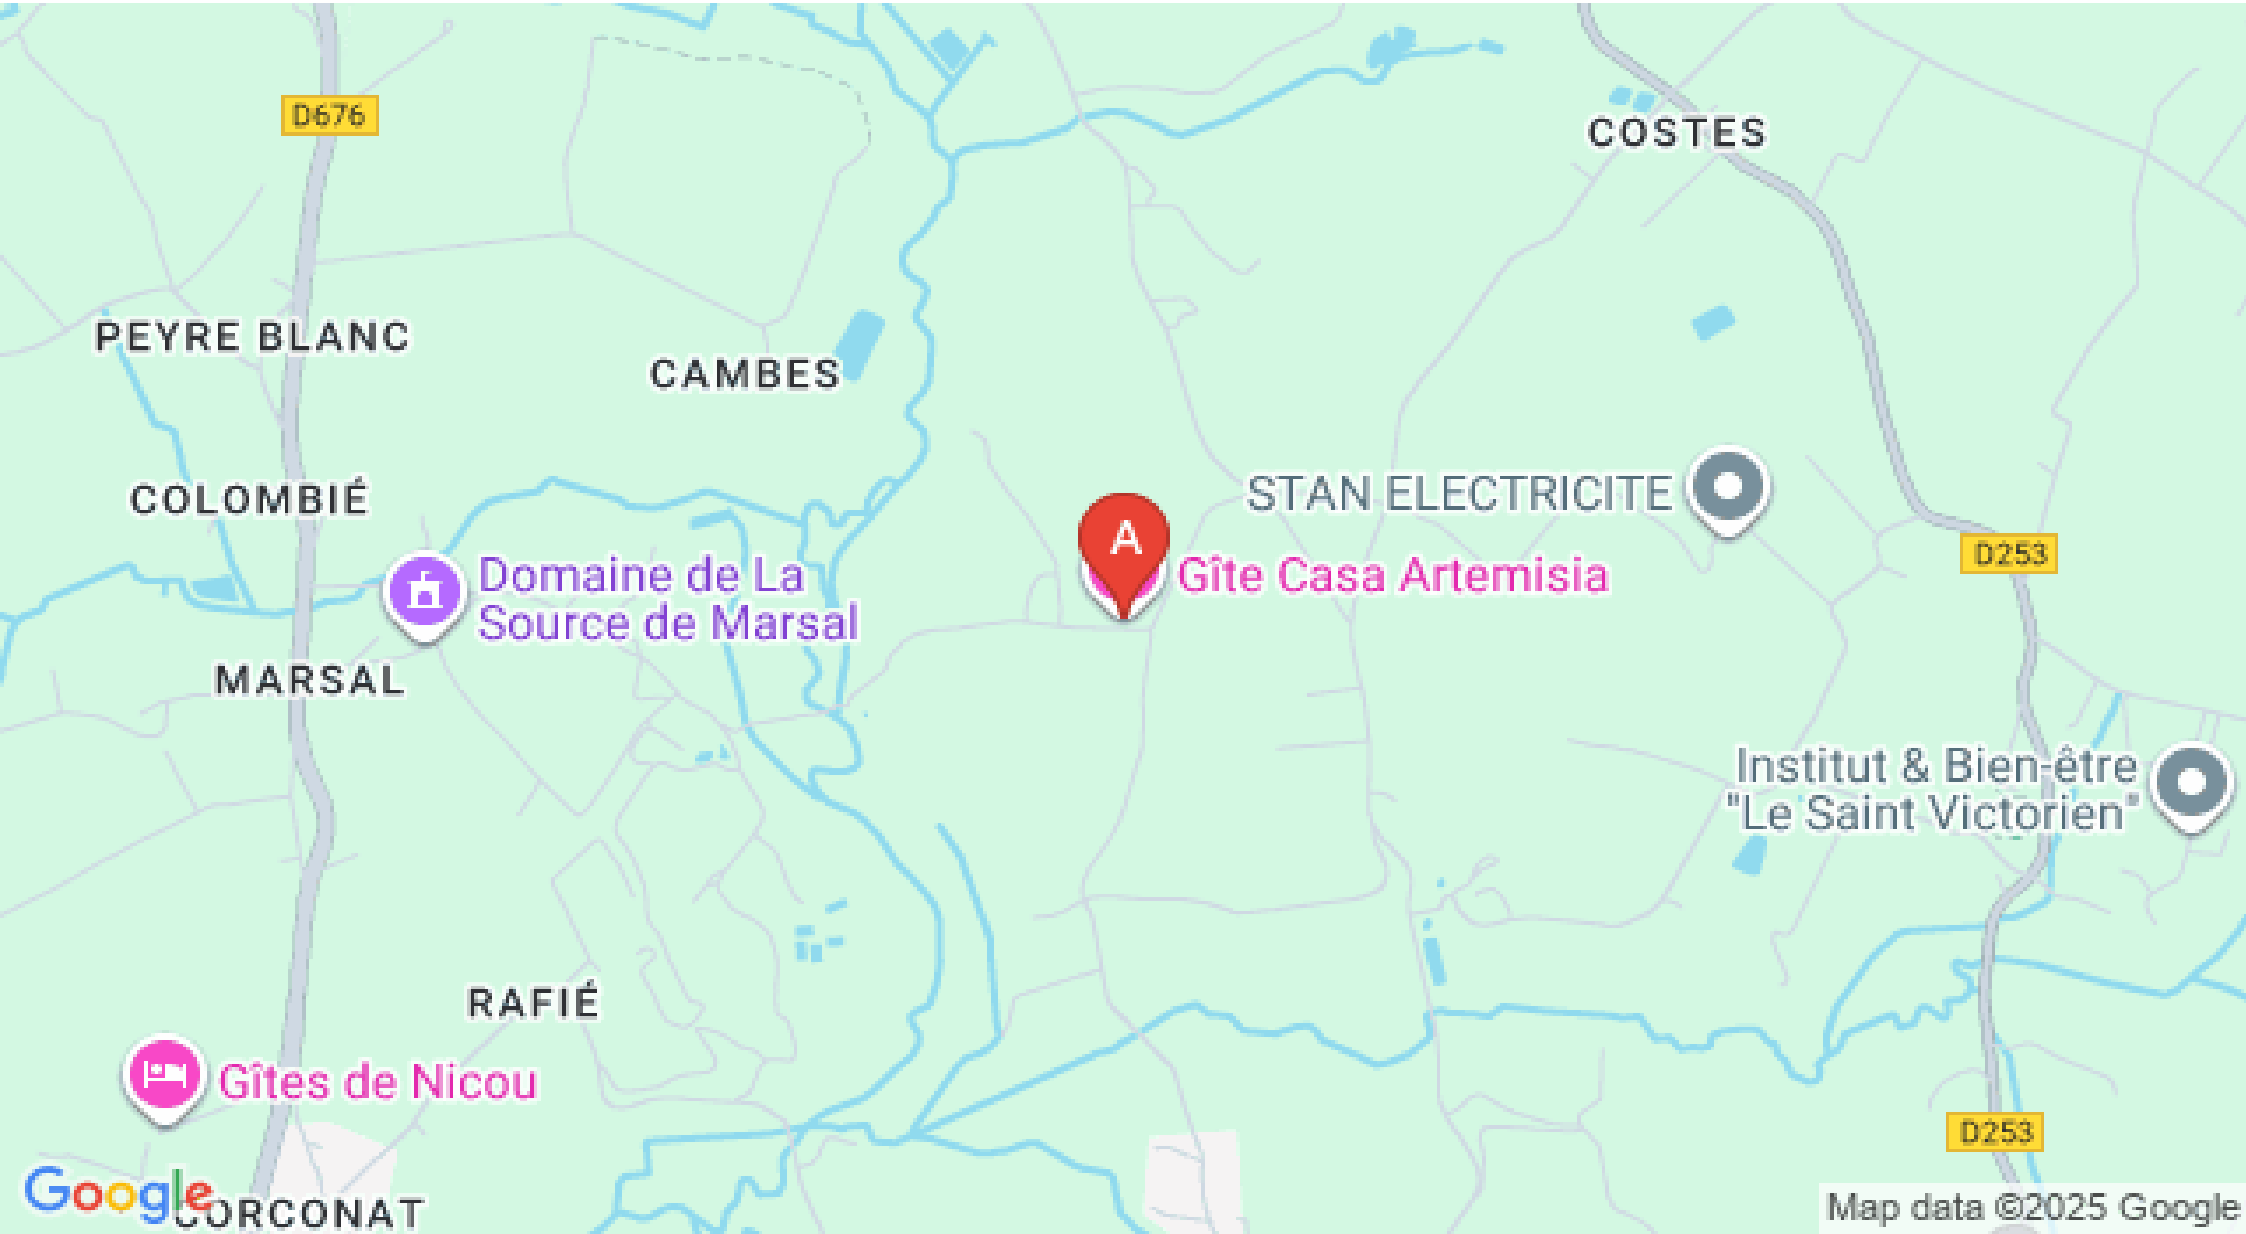 D676
COSTES
PEYRE BLANC
CAMBES
COLOMBIÉ
STAN ELECTRICITE
A
D253
Domaine de La
Source de Marsal
Gîte Casa Artemisia
MARSAL
Institut & Bien-être
"Le Saint Victorien"
RAFIÉ
Gîtes de Nicou
D253
Google
CORCONAT
Map data ©2025 Google